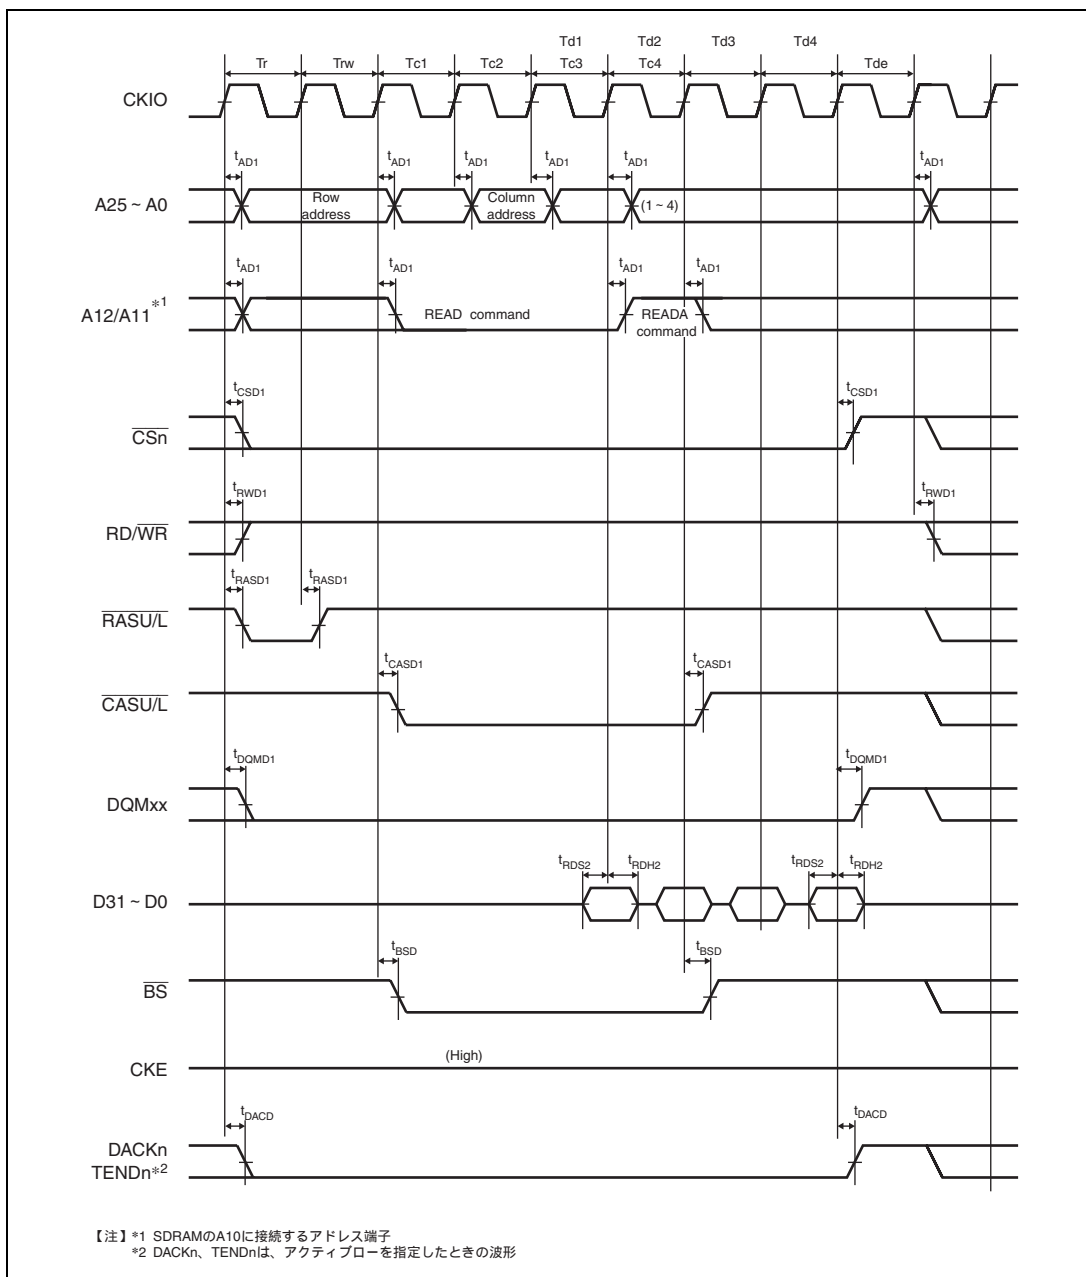 Td1 Td2 Td3 Td4
Tr Trw Tc1 Tc2 Tc3 Tc4 Tde
CKIO
tAD1 tAD1 tAD1 tAD1 tAD1 tAD1
A25 ~ A0
Row address
Column address
(1 ~ 4)
tAD1 tAD1 tAD1 tAD1
A12/A11*1
READ command
READA command
tCSD1 tCSD1
CSn
tRWD1 tRWD1
RD/WR
tRASD1 tRASD1
RASU/L
tCASD1 tCASD1
CASU/L
tDQMD1 tDQMD1
DQMxx
tRDS2 tRDH2 tRDS2 tRDH2
D31 ~ D0
tBSD tBSD
BS
(High)
CKE
tDACD tDACD
DACKn
TENDn*2
【注】*1 SDRAMのA10に接続するアドレス端子
*2 DACKn、TENDnは、アクティブローを指定したときの波形